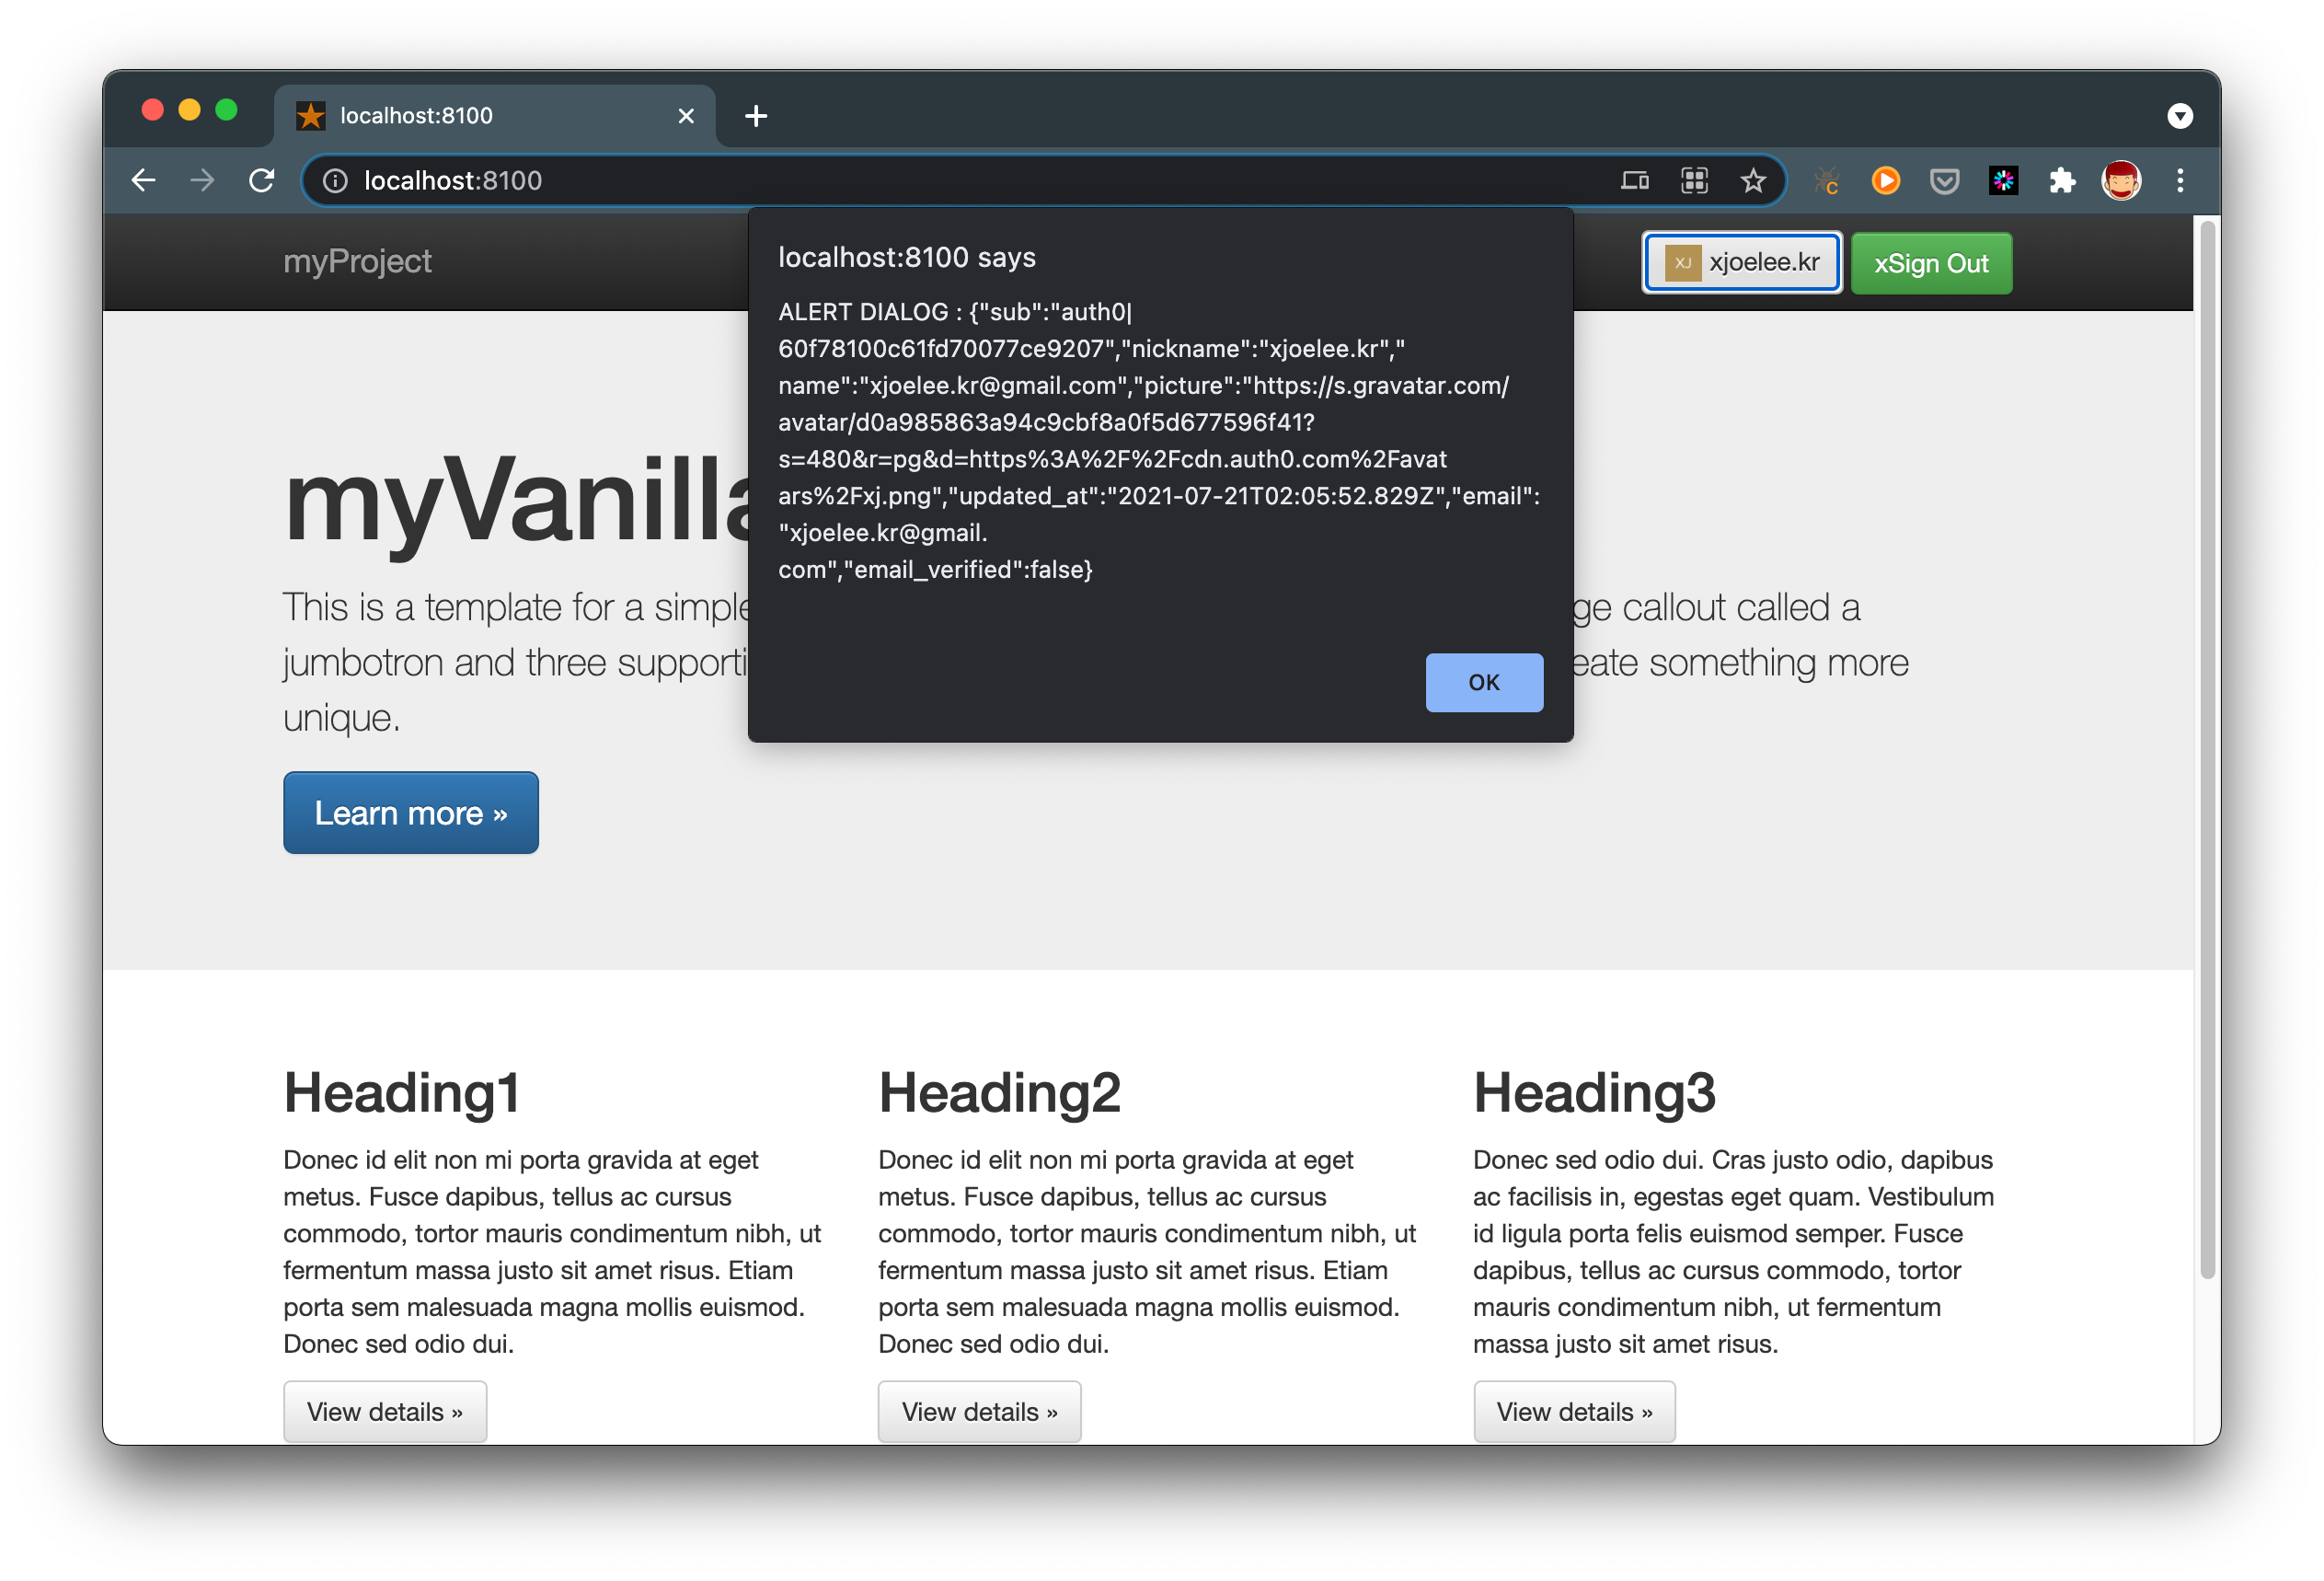 localhost:8100
localhost:8100
C
myProject
XJ xjoelee.kr
xSign Out
localhost:8100 says
ALERT DIALOG : {"sub":"auth0|
60f78100c61fd70077ce9207","nickname":"xjoelee.kr","
name":"xjoelee.kr@gmail.com","picture":"https://s.gravatar.com/
avatar/d0a985863a94c9cbf8a0f5d677596f41?
s=480&r=pg&d=https%3A%2F%2Fcdn.auth0.com%2Favat
ars%2Fxj.png","updated_at":"2021-07-21T02:05:52.829Z","email":
"xjoelee.kr@gmail.
com","email_verified":false}
OK
myVanilla
This is a template for a simple ge callout called a
jumbotron and three supporti eate something more
unique.
Learn more »
Heading1
Donec id elit non mi porta gravida at eget
metus. Fusce dapibus, tellus ac cursus
commodo, tortor mauris condimentum nibh, ut
fermentum massa justo sit amet risus. Etiam
porta sem malesuada magna mollis euismod.
Donec sed odio dui.
View details »
Heading2
Donec id elit non mi porta gravida at eget
metus. Fusce dapibus, tellus ac cursus
commodo, tortor mauris condimentum nibh, ut
fermentum massa justo sit amet risus. Etiam
porta sem malesuada magna mollis euismod.
Donec sed odio dui.
View details »
Heading3
Donec sed odio dui. Cras justo odio, dapibus
ac facilisis in, egestas eget quam. Vestibulum
id ligula porta felis euismod semper. Fusce
dapibus, tellus ac cursus commodo, tortor
mauris condimentum nibh, ut fermentum
massa justo sit amet risus.
View details »